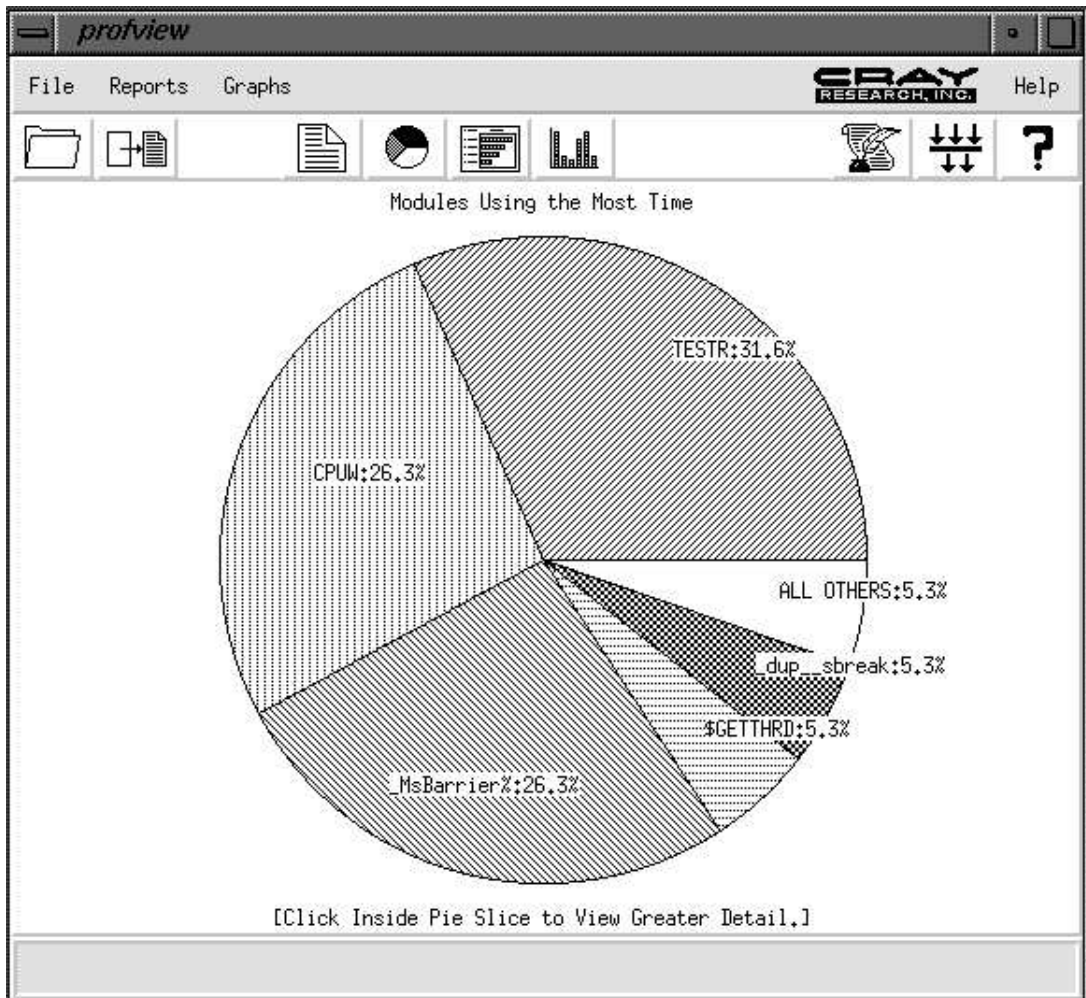 profview
File Reports Graphs
CRAY
RESEARCH, INC.
Help
?
Modules Using the Most Time
TESTR:31.6%
CPUW:26.3%
ALL OTHERS:5.3%
_dup__sbreak:5.3%
$GETTHRD:5.3%
_MsBarrier%:26.3%
[Click Inside Pie Slice to View Greater Detail.]